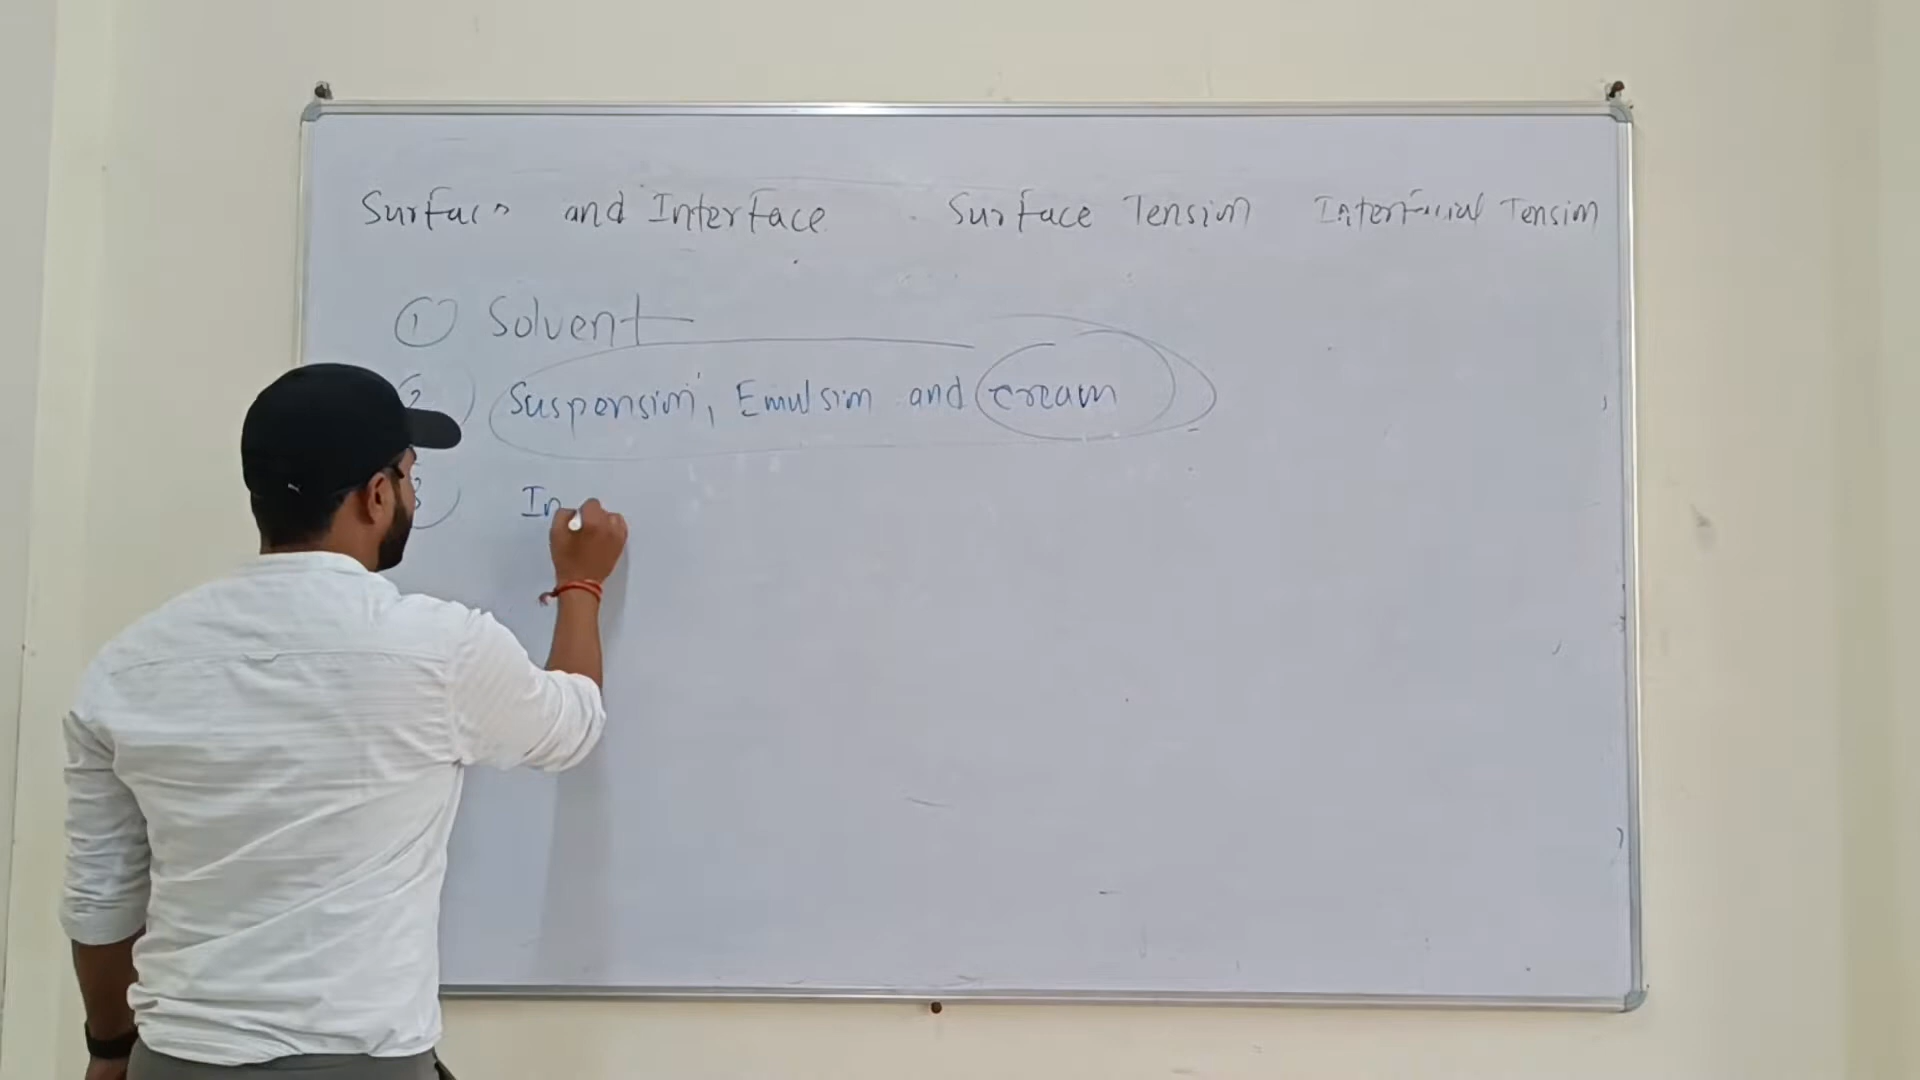 Surface and Interface Surface Tension Interfacial Tension
① Solvent
2 Suspension, Emulsion and cream
3 In